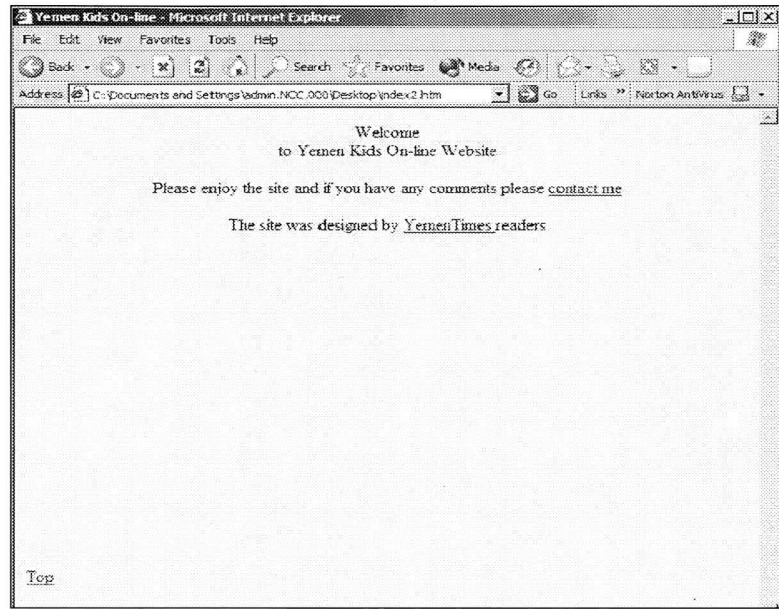 Yemen Kids On-line - Microsoft Internet Explorer
File Edit View Favorites Tools Help
Back Search Favorites Media
Address C:\Documents and Settings\admin.NCC.000\Desktop\index2.htm Go Links » Norton AntiVirus
Welcome
to Yemen Kids On-line Website
Please enjoy the site and if you have any comments please contact me
The site was designed by YemenTimes readers
Top